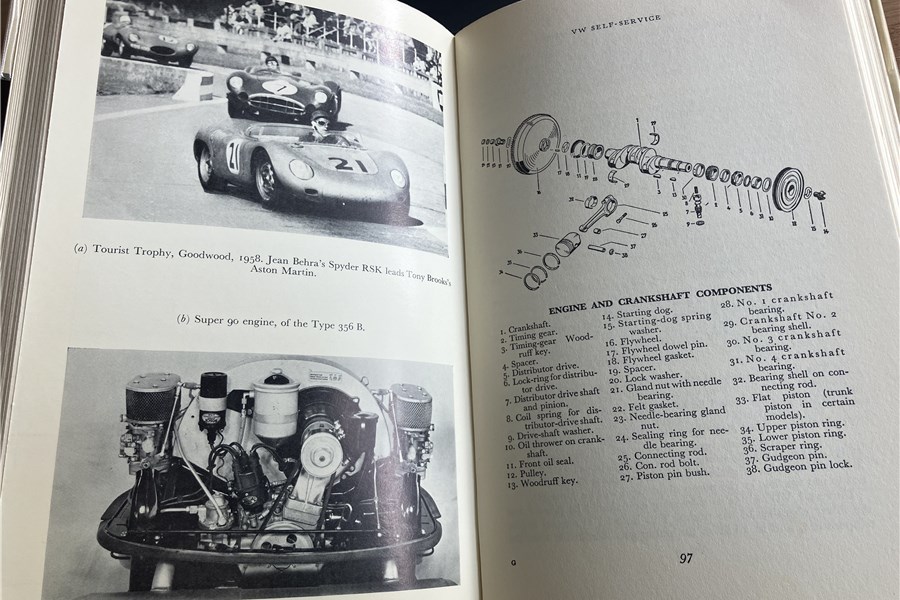 21
21
7
(a) Tourist Trophy, Goodwood, 1958. Jean Behra's Spyder RSK leads Tony Brooks's
Aston Martin.
(b) Super 90 engine, of the Type 356 B.
VW SELF-SERVICE
ENGINE AND CRANKSHAFT COMPONENTS
1. Crankshaft.
2. Timing gear.
3. Timing-gear Wood-
ruff key.
4. Spacer.
5. Distributor drive.
6. Lock-ring for distribu-
tor drive.
7. Distributor drive shaft
and pinion.
8. Coil spring for dis-
tributor-drive shaft.
9. Drive-shaft washer.
10. Oil thrower on crank-
shaft.
11. Front oil seal.
12. Pulley.
13. Woodruff key.
14. Starting dog.
15. Starting-dog spring
washer.
16. Flywheel.
17. Flywheel dowel pin.
18. Flywheel gasket.
19. Spacer.
20. Lock washer.
21. Gland nut with needle
bearing.
22. Felt gasket.
23. Needle-bearing gland
nut.
24. Sealing ring for nee-
dle bearing.
25. Connecting rod.
26. Con. rod bolt.
27. Piston pin bush.
28. No. 1 crankshaft
bearing.
29. Crankshaft No. 2
bearing shell.
30. No. 3 crankshaft
bearing.
31. No. 4 crankshaft
bearing.
32. Bearing shell on con-
necting rod.
33. Flat piston (trunk
piston in certain
models).
34. Upper piston ring.
35. Lower piston ring.
36. Scraper ring.
37. Gudgeon pin.
38. Gudgeon pin lock.
G
97